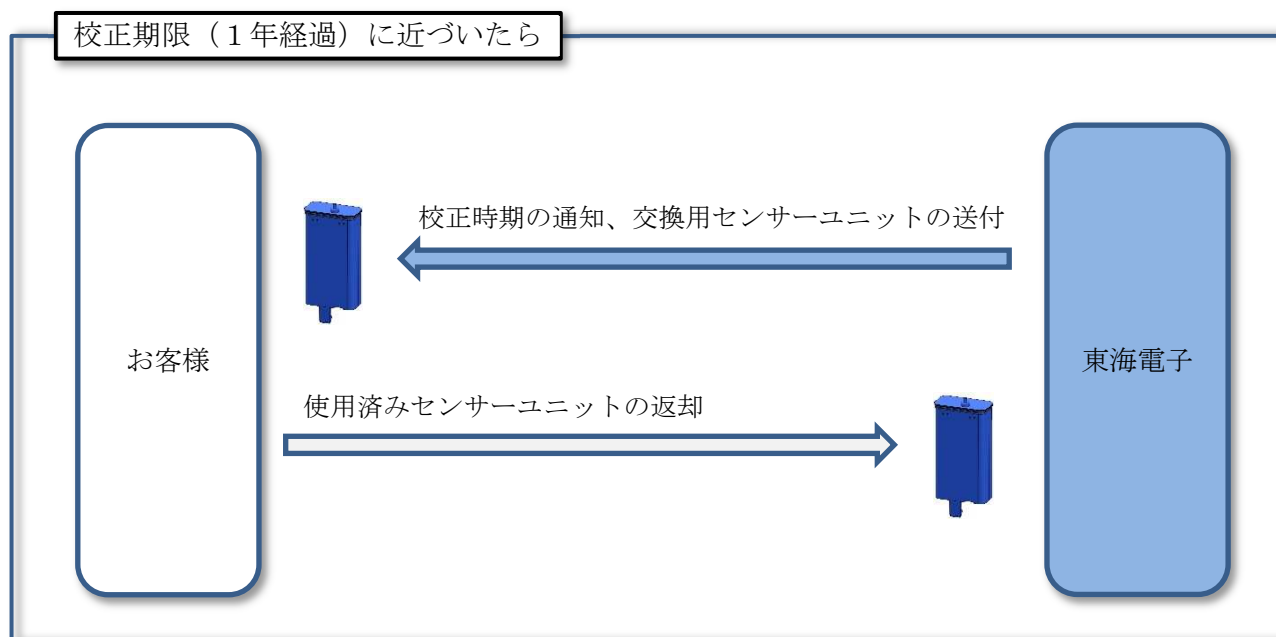 校正期限（１年経過）に近づいたら
校正時期の通知、交換用センサーユニットの送付
お客様
東海電子
使用済みセンサーユニットの返却